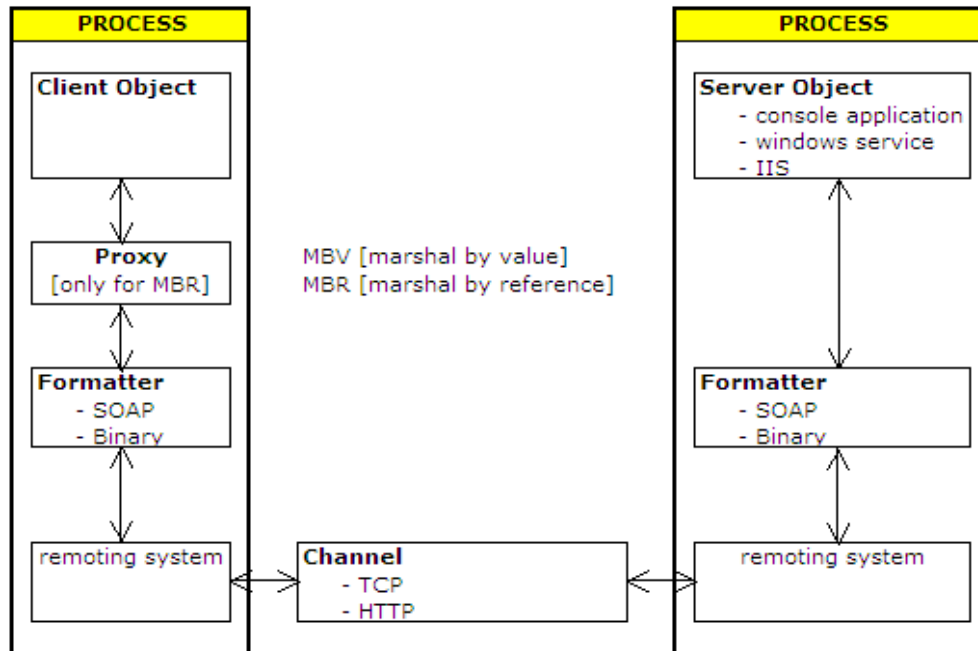 PROCESS
Client Object
Proxy
[only for MBR]
Formatter
- SOAP
- Binary
remoting system
MBV [marshal by value]
MBR [marshal by reference]
Channel
- TCP
- HTTP
PROCESS
Server Object
- console application
- windows service
- IIS
Formatter
- SOAP
- Binary
remoting system